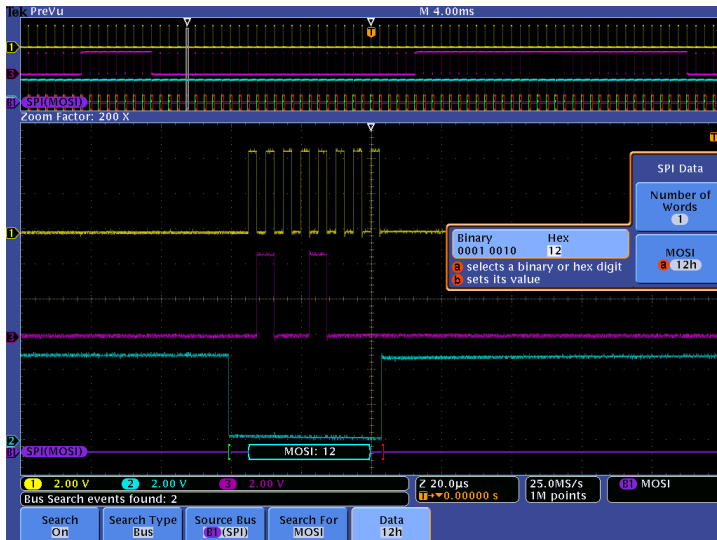 Tek PreVu M 4.00ms
T
1
3
B1 SPI(MOSI)
Zoom Factor: 200 X
T
SPI Data
Number of
Words
1
1
Binary Hex
0001 0010 12
MOSI
a 12h
a selects a binary or hex digit
b sets its value
3
2
B1 SPI(MOSI) MOSI: 12
1 2.00 V 2 2.00 V 3 2.00 V Z 20.0µs 25.0MS/s B1 MOSI
T→▼0.00000 s 1M points
Bus Search events found: 2
Search Search Type Source Bus Search For Data
On Bus B1 (SPI) MOSI 12h